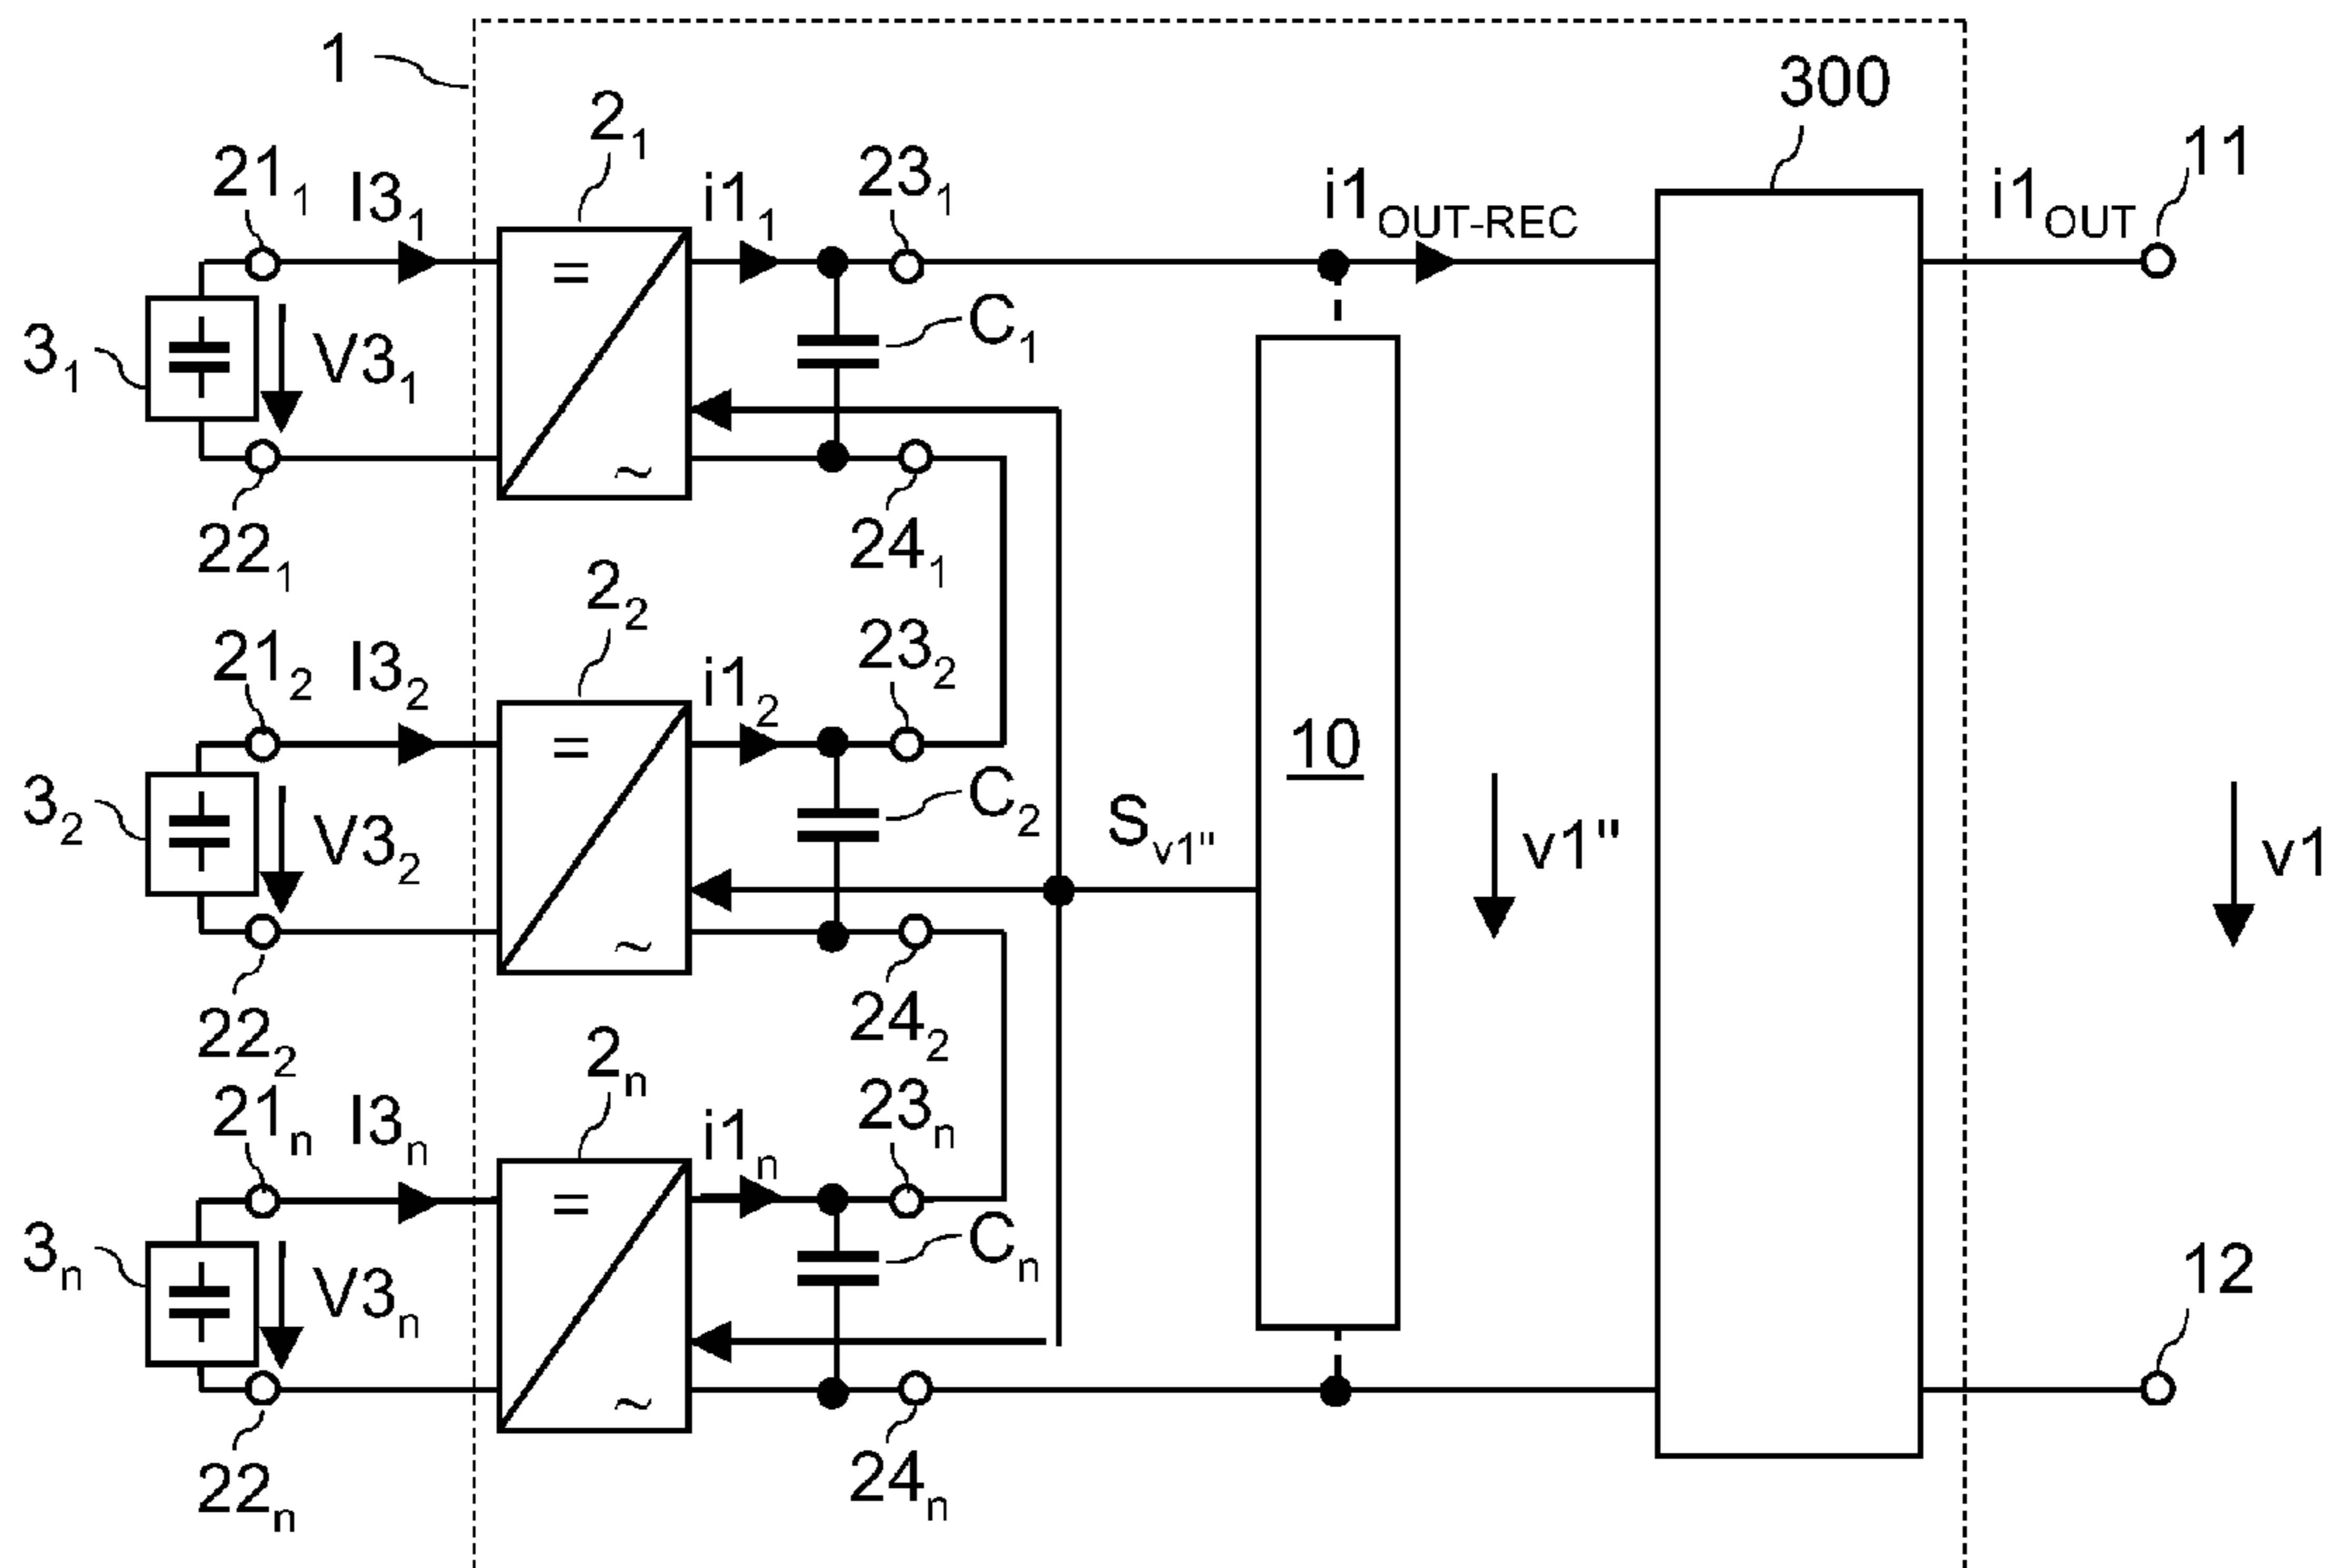 1
300
2₁
11
21₁
I3₁
i1₁
23₁
i1OUT-REC
i1OUT
=
C₁
3₁
V3₁
~
22₁
24₁
2₂
21₂
I3₂
i1₂
23₂
=
10
C₂
3₂
V3₂
Sv1"
v1"
v1
~
22₂
24₂
2ₙ
21ₙ
I3ₙ
i1ₙ
23ₙ
=
Cₙ
3ₙ
V3ₙ
12
~
22ₙ
24ₙ